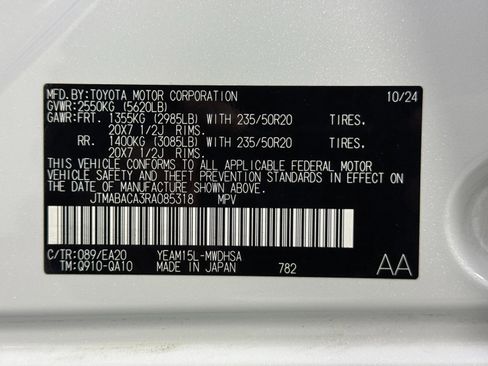 MFD.BY:TOYOTA MOTOR CORPORATION 10/24
GVWR:2550KG (5620LB)
GAWR:FRT. 1355KG (2985LB) WITH 235/50R20 TIRES.
20X7 1/2J RIMS.
RR. 1400KG (3085LB) WITH 235/50R20 TIRES.
20X7 1/2J RIMS.
THIS VEHICLE CONFORMS TO ALL APPLICABLE FEDERAL MOTOR
VEHICLE SAFETY AND THEFT PREVENTION STANDARDS IN EFFECT ON THE
DATE OF MANUFACTURE SHOWN ABOVE.
JTMABACA3RA085318 MPV
C/TR:089/EA20 YEAM15L-MWDHSA
TM:Q910-QA10 MADE IN JAPAN 782 AA